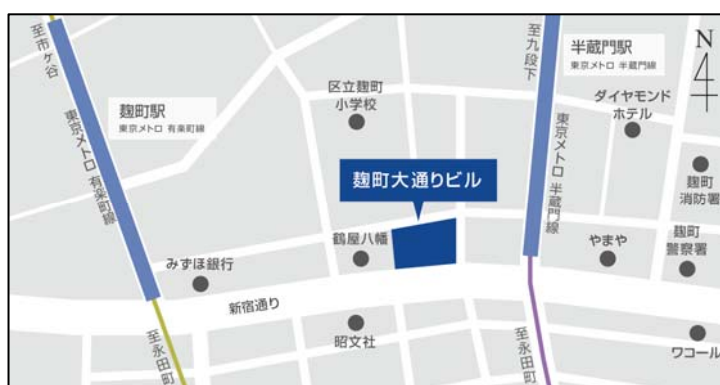 至市ケ谷
東京メトロ 有楽町線
麹町駅
東京メトロ 有楽町線
区立麹町
小学校
至九段下
半蔵門駅
東京メトロ 半蔵門線
N
ダイヤモンド
ホテル
麹町大通りビル
東京メトロ 半蔵門線
麹町
消防署
鶴屋八幡
みずほ銀行
やまや
麹町
警察署
新宿通り
至永田町
昭文社
至永田町
ワコール